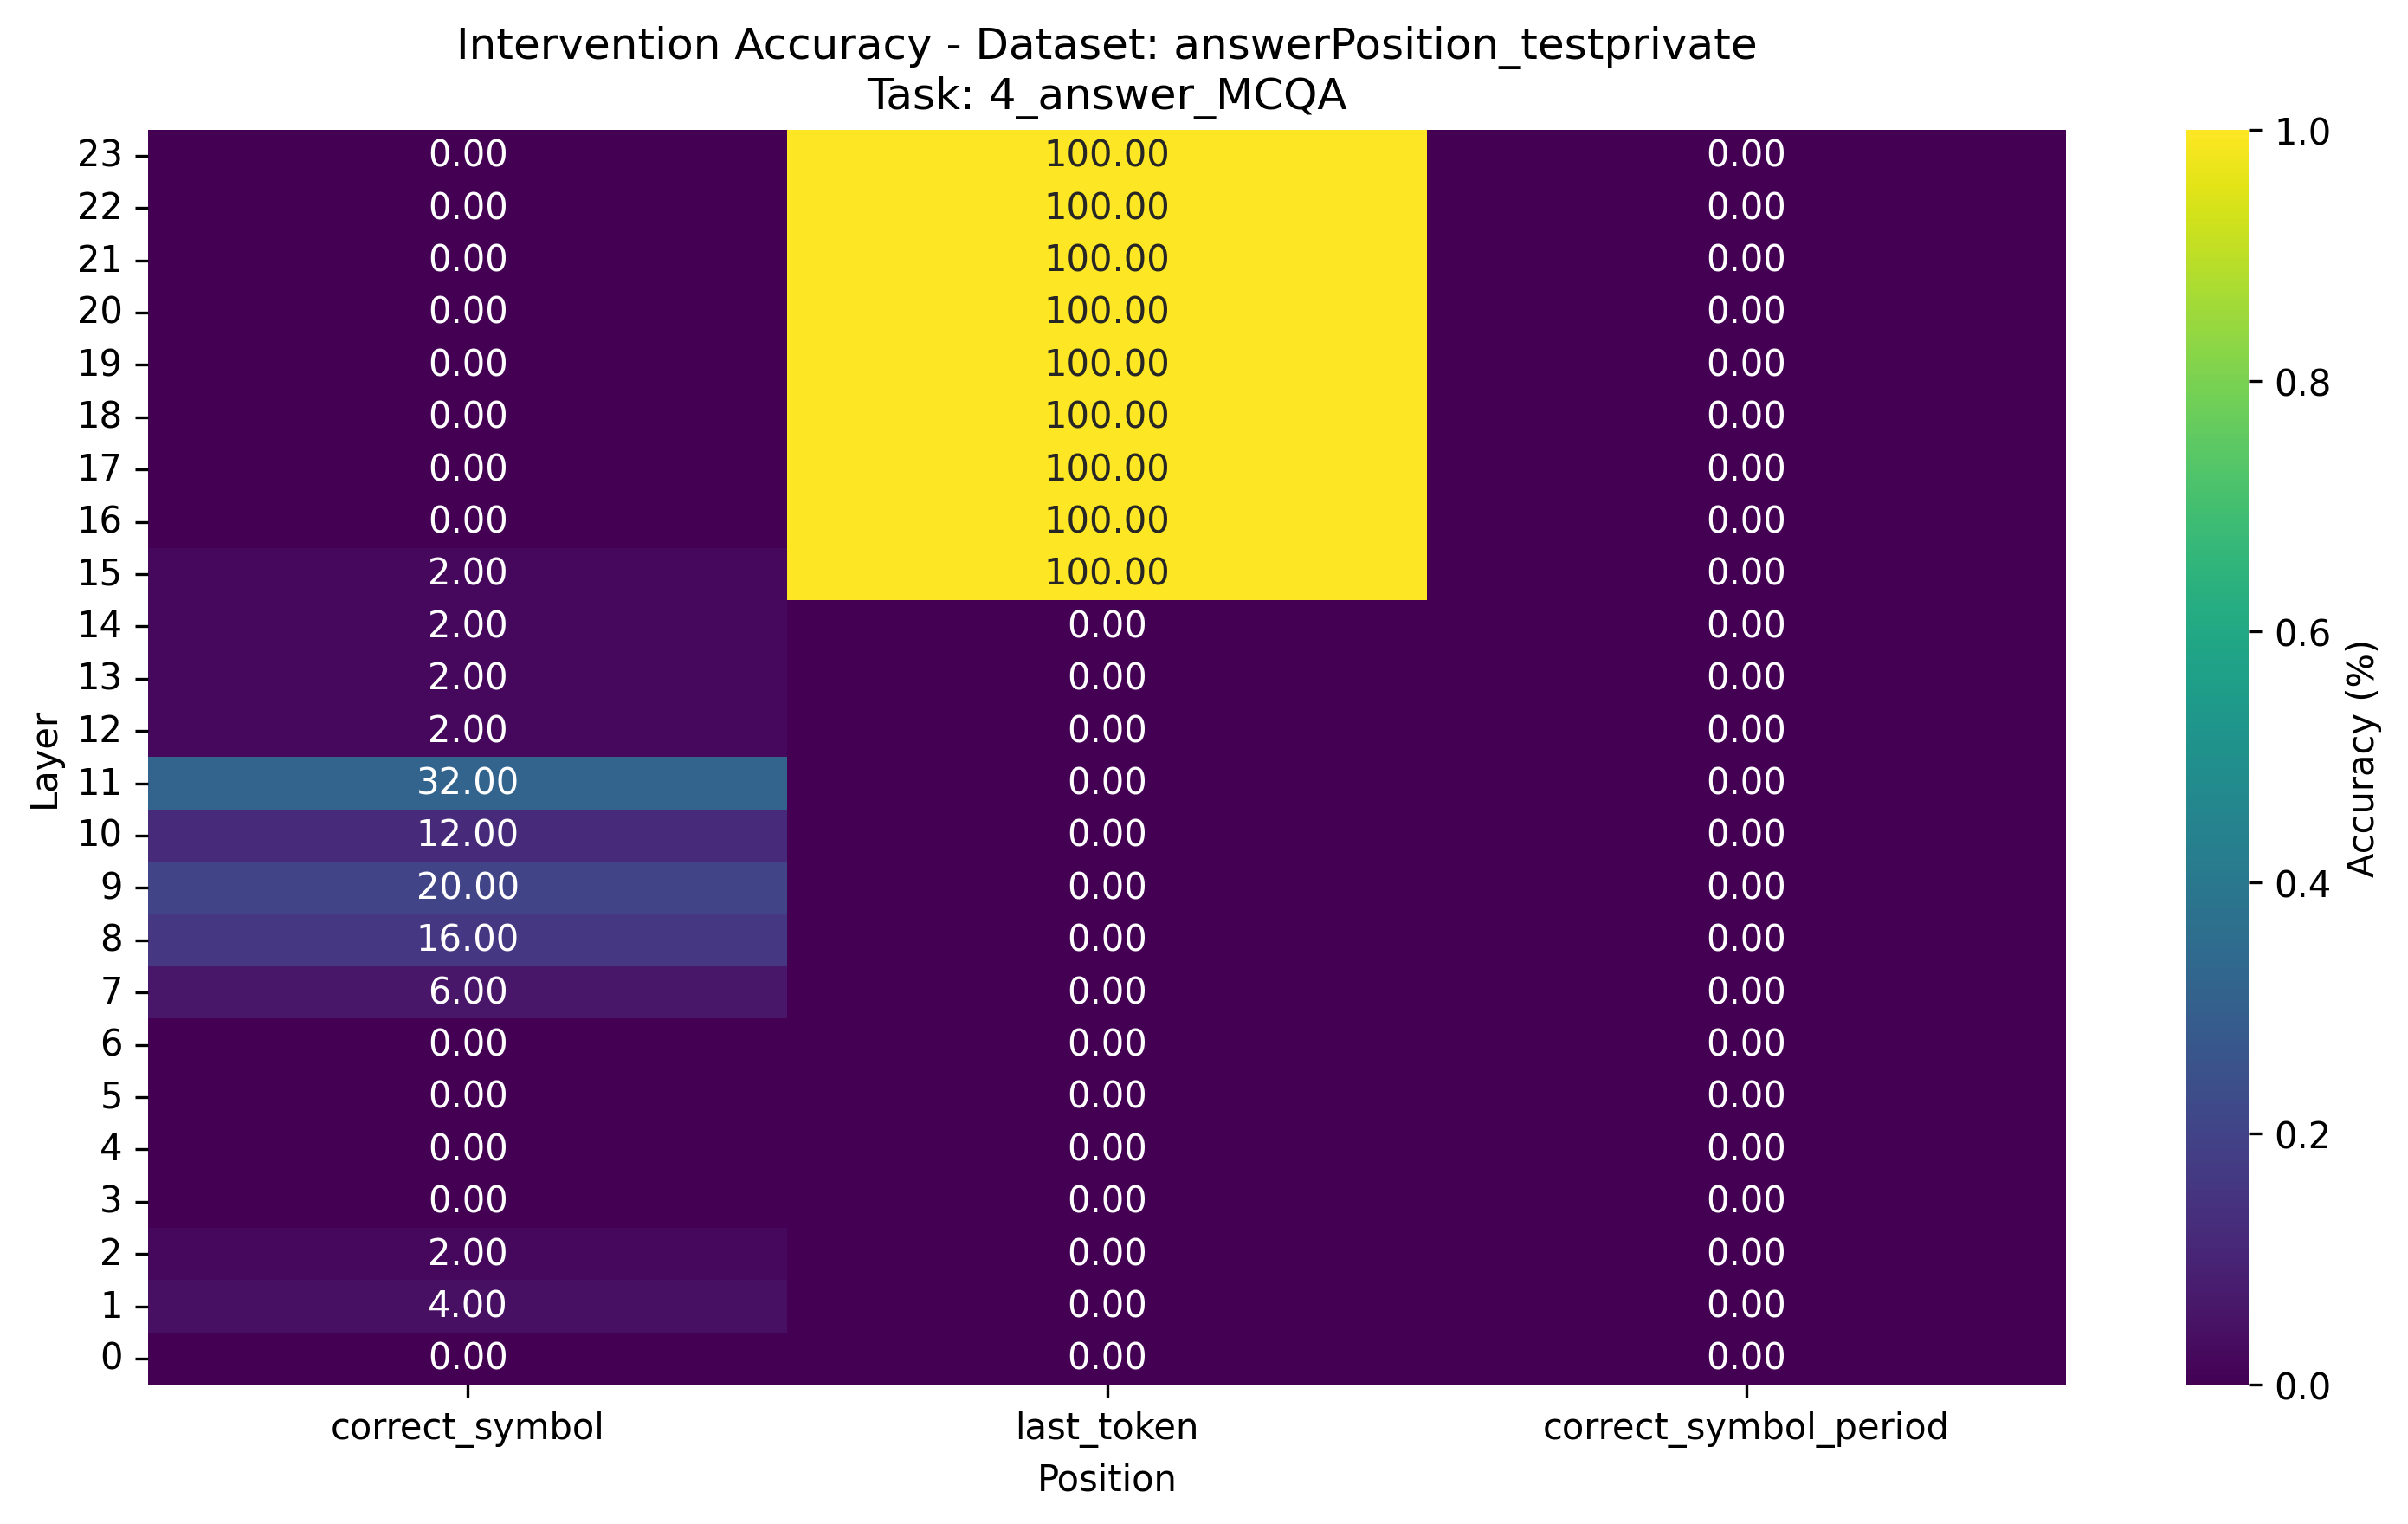 Intervention Accuracy - Dataset: answerPosition_testprivate
Task: 4_answer_MCQA
23 0.00 100.00 0.00
22 0.00 100.00 0.00
21 0.00 100.00 0.00
20 0.00 100.00 0.00
19 0.00 100.00 0.00
18 0.00 100.00 0.00
17 0.00 100.00 0.00
16 0.00 100.00 0.00
15 2.00 100.00 0.00
14 2.00 0.00 0.00
13 2.00 0.00 0.00
12 2.00 0.00 0.00
11 32.00 0.00 0.00
10 12.00 0.00 0.00
9 20.00 0.00 0.00
8 16.00 0.00 0.00
7 6.00 0.00 0.00
6 0.00 0.00 0.00
5 0.00 0.00 0.00
4 0.00 0.00 0.00
3 0.00 0.00 0.00
2 2.00 0.00 0.00
1 4.00 0.00 0.00
0 0.00 0.00 0.00
Layer
correct_symbol last_token correct_symbol_period
Position
1.0
0.8
0.6
0.4
0.2
0.0
Accuracy (%)